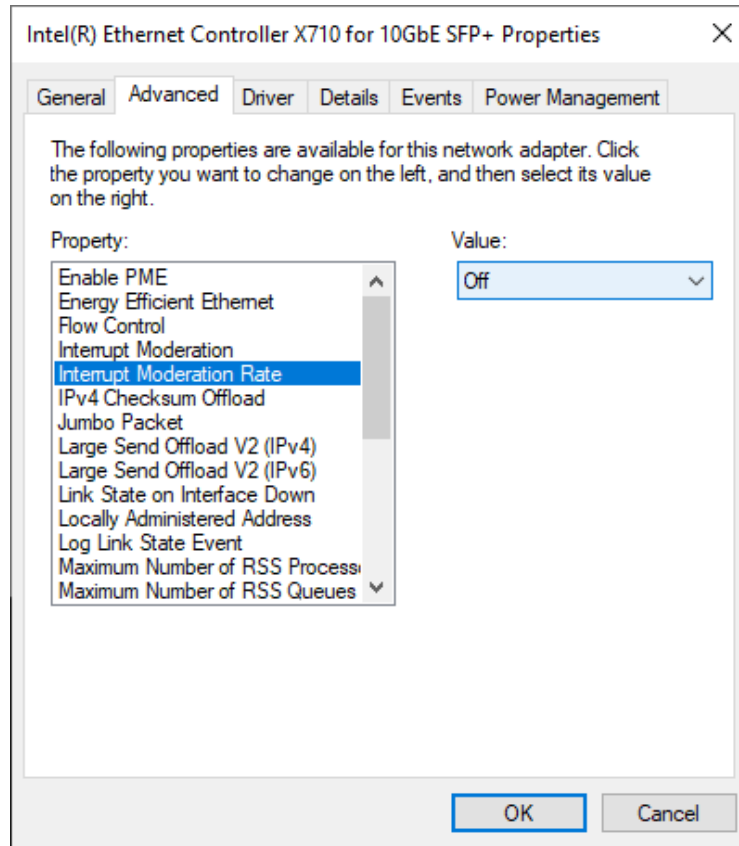 Intel(R) Ethernet Controller X710 for 10GbE SFP+ Properties
General Advanced Driver Details Events Power Management
The following properties are available for this network adapter. Click
the property you want to change on the left, and then select its value
on the right.
Property:
Value:
Enable PME
Off
Energy Efficient Ethernet
Flow Control
Interrupt Moderation
Interrupt Moderation Rate
IPv4 Checksum Offload
Jumbo Packet
Large Send Offload V2 (IPv4)
Large Send Offload V2 (IPv6)
Link State on Interface Down
Locally Administered Address
Log Link State Event
Maximum Number of RSS Process
Maximum Number of RSS Queues
OK Cancel